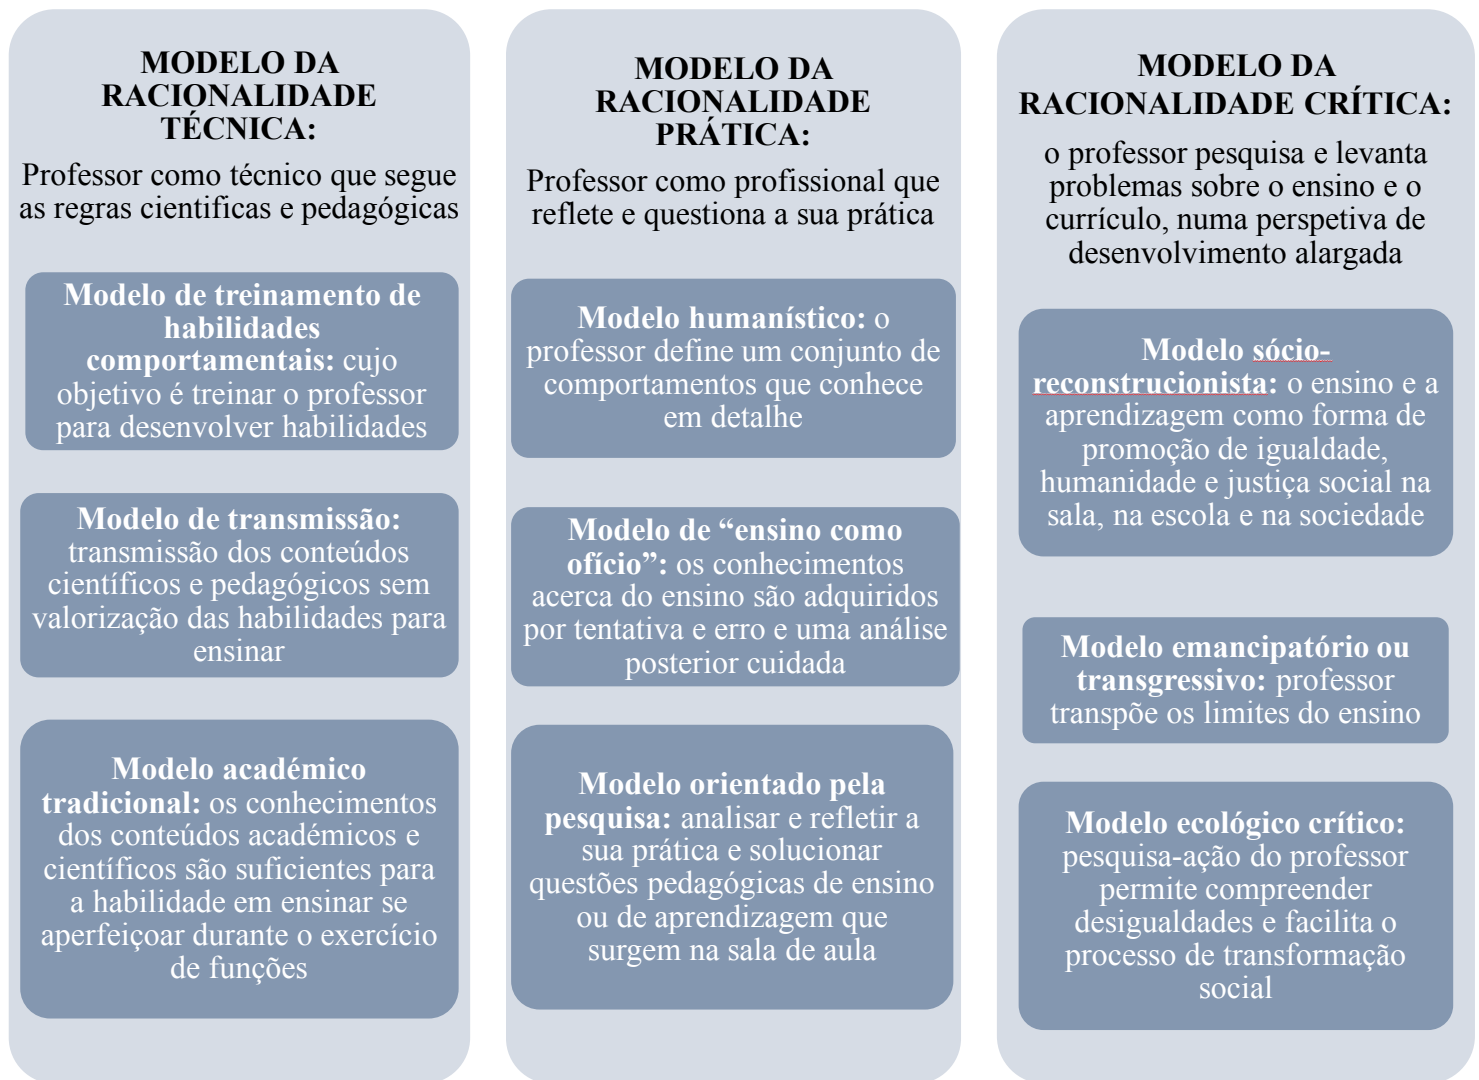 MODELO DA
RACIONALIDADE
TÉCNICA:
Professor como técnico que segue
as regras cientificas e pedagógicas
Modelo de treinamento de
habilidades
comportamentais: cujo
objetivo é treinar o professor
para desenvolver habilidades
Modelo de transmissão:
transmissão dos conteúdos
científicos e pedagógicos sem
valorização das habilidades para
ensinar
Modelo académico
tradicional: os conhecimentos
dos conteúdos académicos e
científicos são suficientes para
a habilidade em ensinar se
aperfeiçoar durante o exercício
de funções
MODELO DA
RACIONALIDADE
PRÁTICA:
Professor como profissional que
reflete e questiona a sua prática
Modelo humanístico: o
professor define um conjunto de
comportamentos que conhece
em detalhe
Modelo de “ensino como
ofício”: os conhecimentos
acerca do ensino são adquiridos
por tentativa e erro e uma análise
posterior cuidada
Modelo orientado pela
pesquisa: analisar e refletir a
sua prática e solucionar
questões pedagógicas de ensino
ou de aprendizagem que
surgem na sala de aula
MODELO DA
RACIONALIDADE CRÍTICA:
o professor pesquisa e levanta
problemas sobre o ensino e o
currículo, numa perspetiva de
desenvolvimento alargada
Modelo sócio-
reconstrucionista: o ensino e a
aprendizagem como forma de
promoção de igualdade,
humanidade e justiça social na
sala, na escola e na sociedade
Modelo emancipatório ou
transgressivo: professor
transpõe os limites do ensino
Modelo ecológico crítico:
pesquisa-ação do professor
permite compreender
desigualdades e facilita o
processo de transformação
social